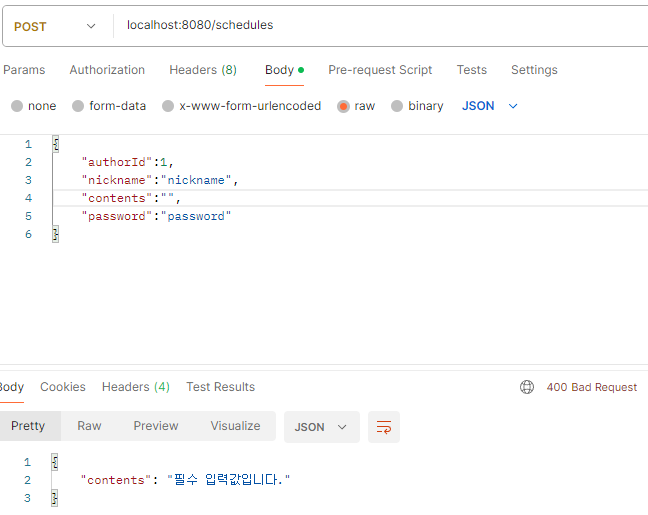 POST localhost:8080/schedules
Params Authorization Headers (8) Body Pre-request Script Tests Settings
none form-data x-www-form-urlencoded raw binary JSON
1 {
2 "authorId":1,
3 "nickname":"nickname",
4 "contents":"",
5 "password":"password"
6 }
Body Cookies Headers (4) Test Results 400 Bad Request
Pretty Raw Preview Visualize JSON
1 {
2 "contents": "필수 입력값입니다."
3 }